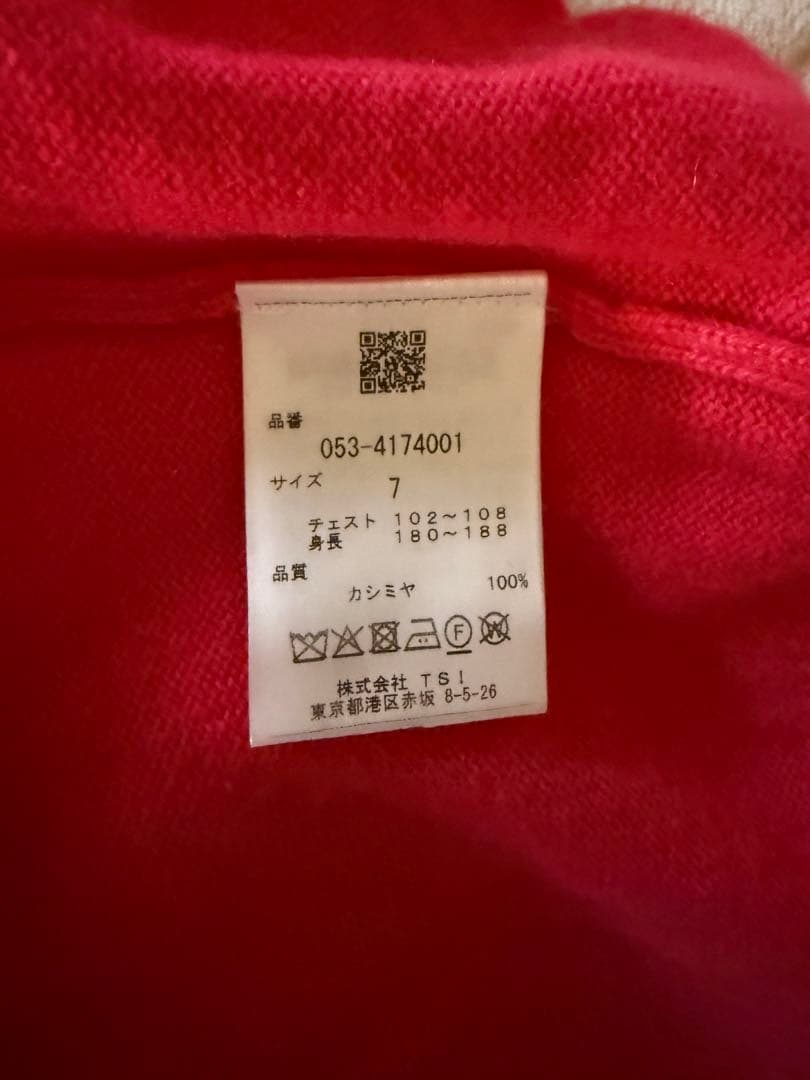 品番
053-4174001
サイズ
7
チェスト 102～108
身長 180～188
品質
カシミヤ 100%
F W
株式会社 TSI
東京都港区赤坂 8-5-26